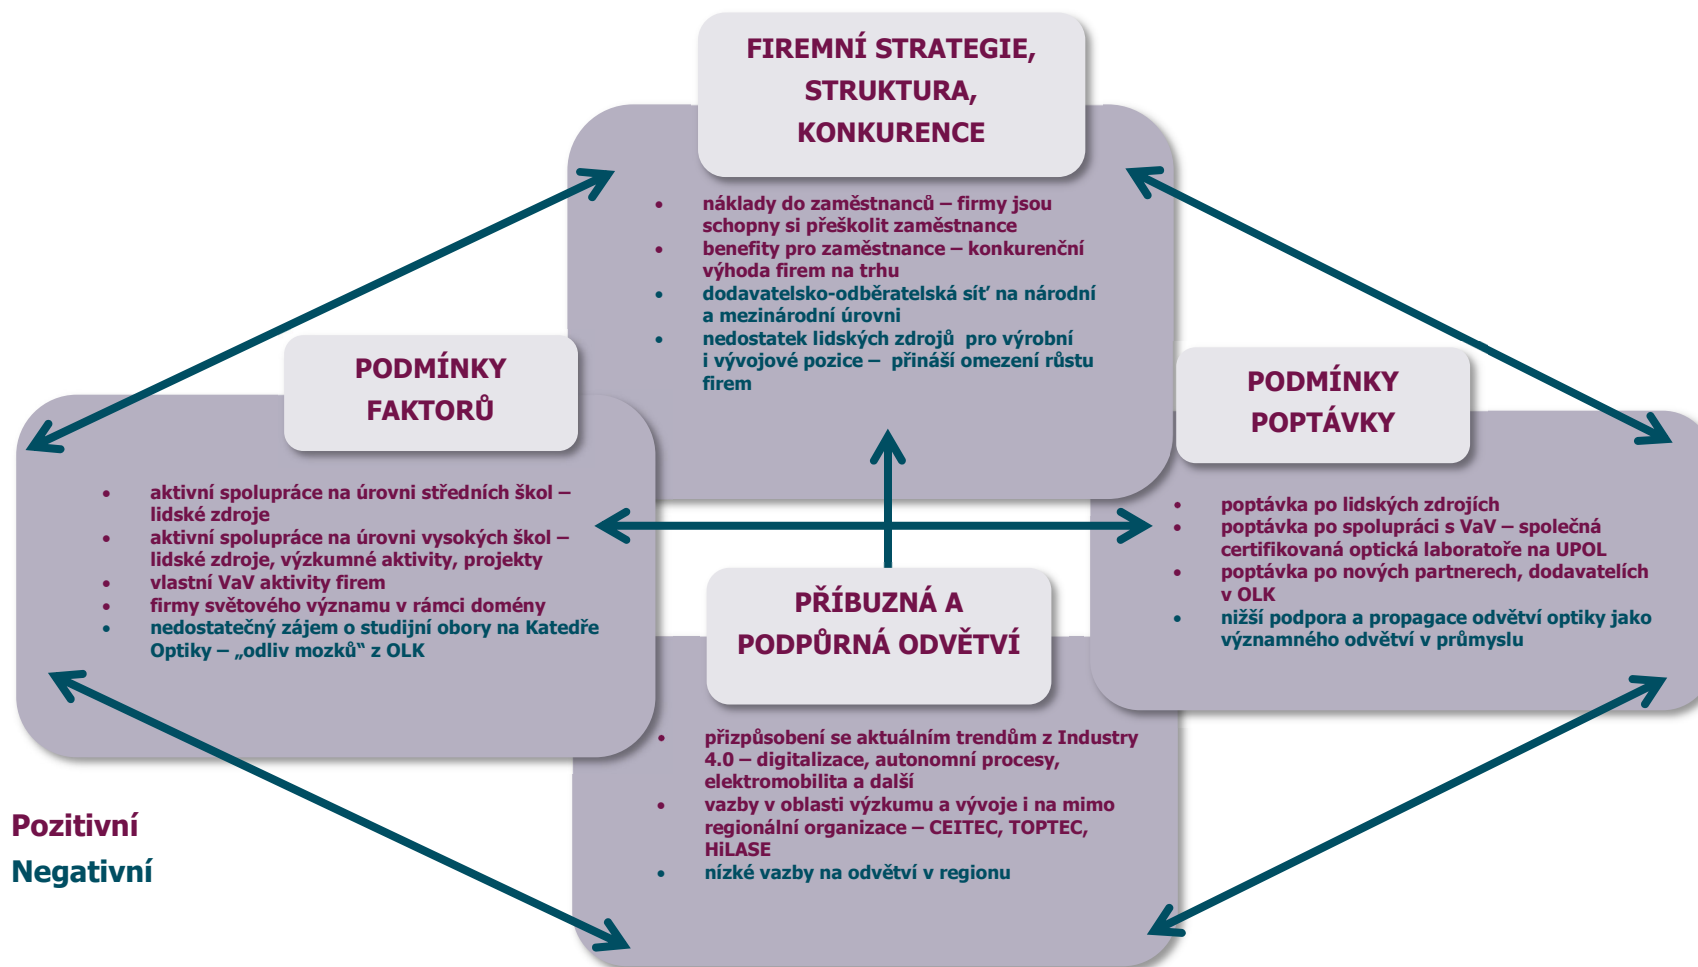 FIREMNÍ STRATEGIE,
STRUKTURA,
KONKURENCE
• náklady do zaměstnanců – firmy jsou
schopny si přeškolit zaměstnance
• benefity pro zaměstnance – konkurenční
výhoda firem na trhu
• dodavatelsko-odběratelská síť na národní
a mezinárodní úrovni
• nedostatek lidských zdrojů pro výrobní
i vývojové pozice – přináší omezení růstu
firem
PODMÍNKY
FAKTORŮ
• aktivní spolupráce na úrovni středních škol –
lidské zdroje
• aktivní spolupráce na úrovni vysokých škol –
lidské zdroje, výzkumné aktivity, projekty
• vlastní VaV aktivity firem
• firmy světového významu v rámci domény
• nedostatečný zájem o studijní obory na Katedře
Optiky – „odliv mozků“ z OLK
PODMÍNKY
POPTÁVKY
• poptávka po lidských zdrojích
• poptávka po spolupráci s VaV – společná
certifikovaná optická laboratoře na UPOL
• poptávka po nových partnerech, dodavatelích
v OLK
• nižší podpora a propagace odvětví optiky jako
významného odvětví v průmyslu
PŘÍBUZNÁ A
PODPŮRNÁ ODVĚTVÍ
• přizpůsobení se aktuálním trendům z Industry
4.0 – digitalizace, autonomní procesy,
elektromobilita a další
• vazby v oblasti výzkumu a vývoje i na mimo
regionální organizace – CEITEC, TOPTEC,
HiLASE
• nízké vazby na odvětví v regionu
Pozitivní
Negativní